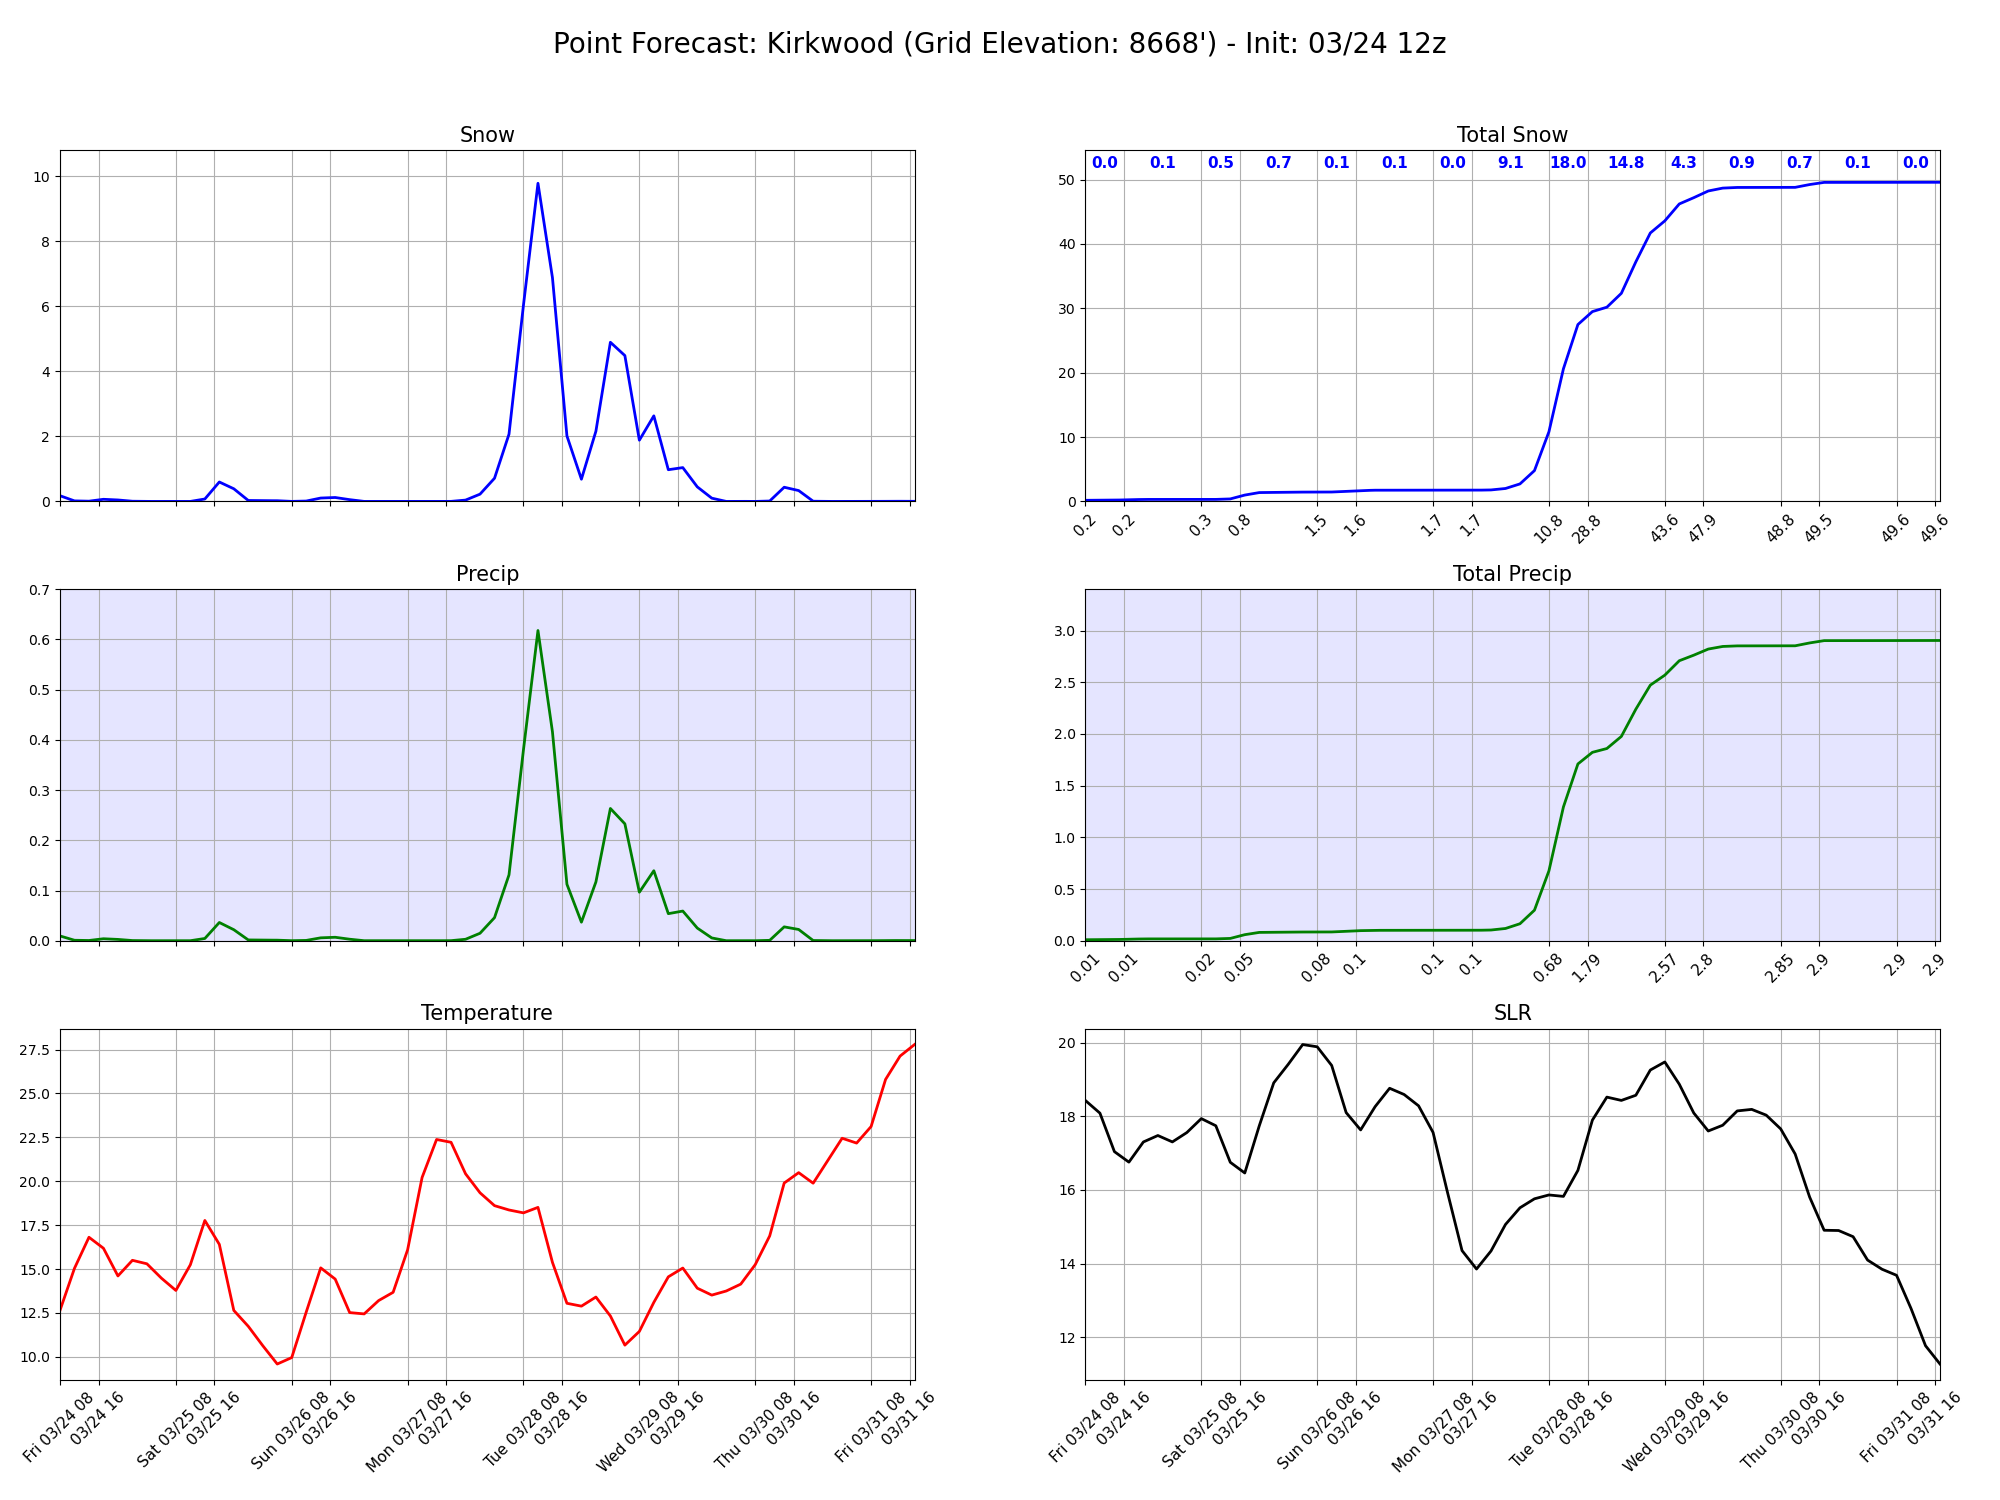 Point Forecast: Kirkwood (Grid Elevation: 8668') - Init: 03/24 12z
Snow
10
8
6
4
2
0
Total Snow
0.0 0.1 0.5 0.7 0.1 0.1 0.0 9.1 18.0 14.8 4.3 0.9 0.7 0.1 0.0
50
40
30
20
10
0
0.2 0.2 0.3 0.8 1.5 1.6 1.7 1.7 10.8 28.8 43.6 47.9 48.8 49.5 49.6 49.6
Precip
0.7
0.6
0.5
0.4
0.3
0.2
0.1
0.0
Total Precip
3.0
2.5
2.0
1.5
1.0
0.5
0.0
0.01 0.01 0.02 0.05 0.08 0.1 0.1 0.1 0.68 1.79 2.57 2.8 2.85 2.9 2.9 2.9
Temperature
27.5
25.0
22.5
20.0
17.5
15.0
12.5
10.0
Fri 03/24 08
03/24 16
Sat 03/25 08
03/25 16
Sun 03/26 08
03/26 16
Mon 03/27 08
03/27 16
Tue 03/28 08
03/28 16
Wed 03/29 08
03/29 16
Thu 03/30 08
03/30 16
Fri 03/31 08
03/31 16
SLR
20
18
16
14
12
Fri 03/24 08
03/24 16
Sat 03/25 08
03/25 16
Sun 03/26 08
03/26 16
Mon 03/27 08
03/27 16
Tue 03/28 08
03/28 16
Wed 03/29 08
03/29 16
Thu 03/30 08
03/30 16
Fri 03/31 08
03/31 16